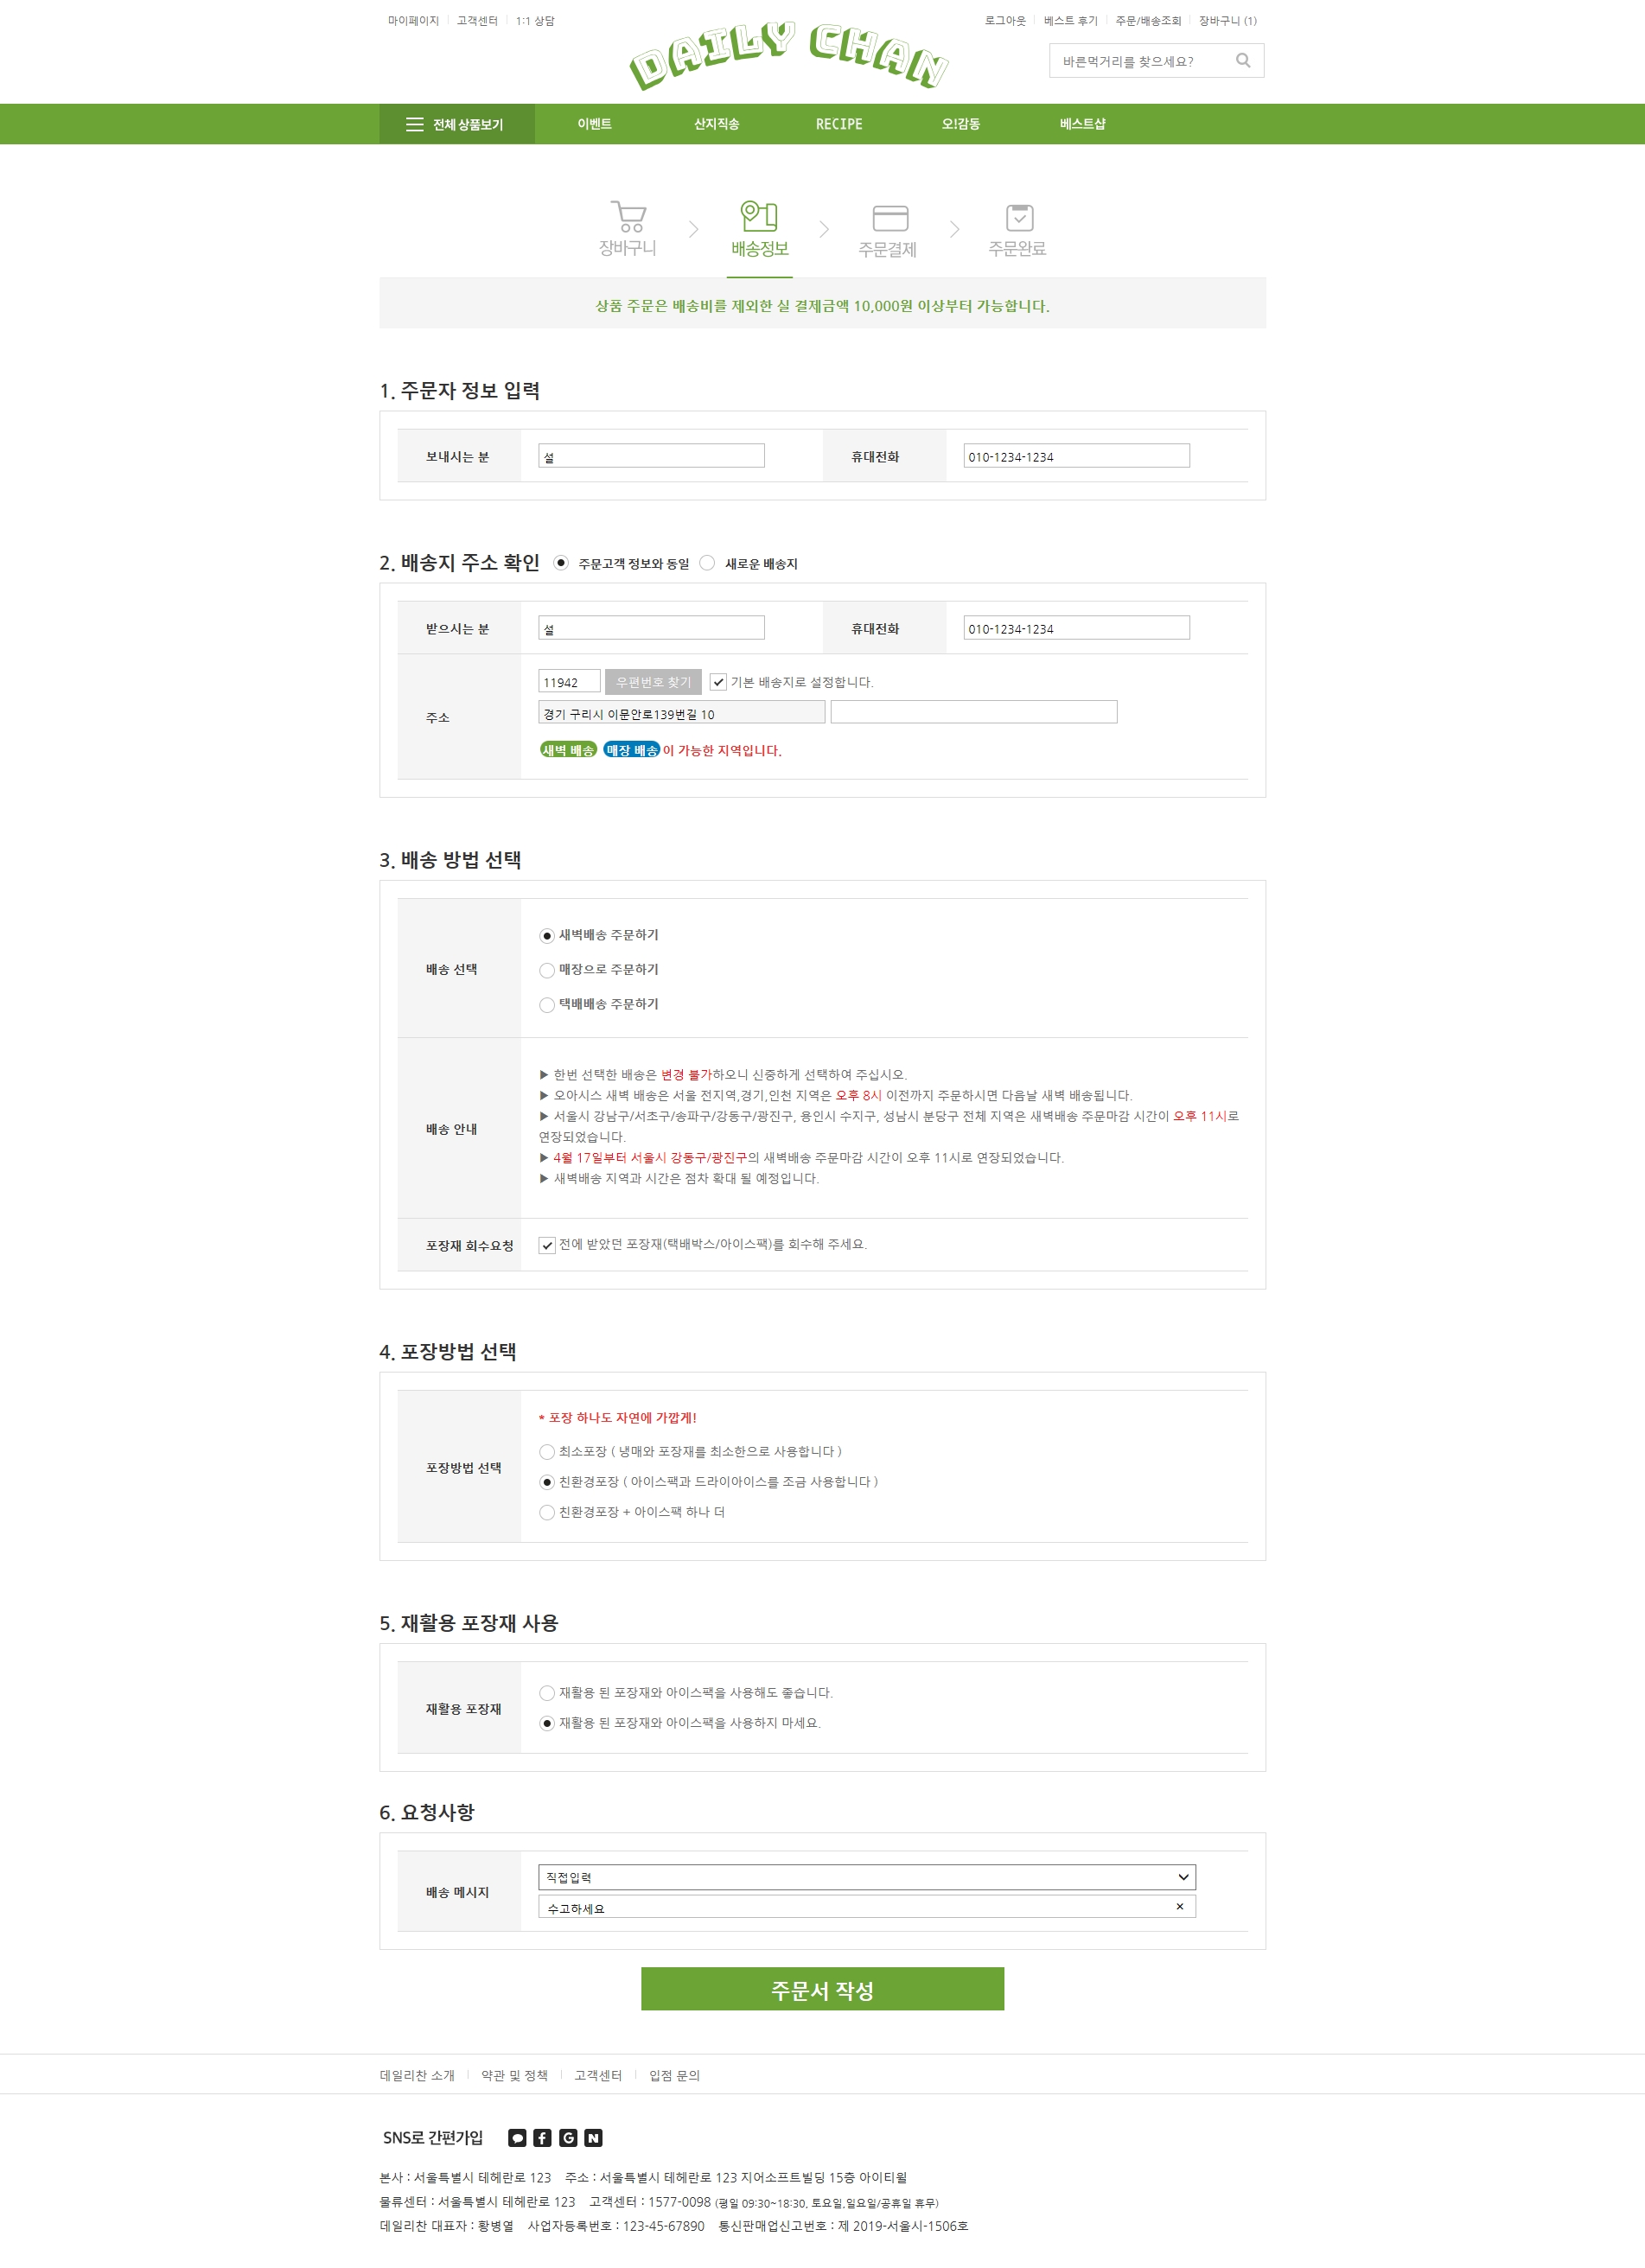 마이페이지 고객센터 1:1 상담
로그아웃 베스트 후기 주문/배송조회 장바구니 (1)
DAILY CHAN
바른먹거리를 찾으세요?
전체 상품보기 이벤트 산지직송 RECIPE 오!감동 베스트샵
장바구니 배송정보 주문결제 주문완료
상품 주문은 배송비를 제외한 실 결제금액 10,000원 이상부터 가능합니다.
1. 주문자 정보 입력
보내시는 분 설 휴대전화 010-1234-1234
2. 배송지 주소 확인 주문고객 정보와 동일 새로운 배송지
받으시는 분 설 휴대전화 010-1234-1234
주소
11942 우편번호 찾기 기본 배송지로 설정합니다.
경기 구리시 이문안로139번길 10
새벽 배송 매장 배송 이 가능한 지역입니다.
3. 배송 방법 선택
배송 선택
새벽배송 주문하기
매장으로 주문하기
택배배송 주문하기
배송 안내
▶ 한번 선택한 배송은 변경 불가하오니 신중하게 선택하여 주십시오.
▶ 오아시스 새벽 배송은 서울 전지역,경기,인천 지역은 오후 8시 이전까지 주문하시면 다음날 새벽 배송됩니다.
▶ 서울시 강남구/서초구/송파구/강동구/광진구, 용인시 수지구, 성남시 분당구 전체 지역은 새벽배송 주문마감 시간이 오후 11시로
연장되었습니다.
▶ 4월 17일부터 서울시 강동구/광진구의 새벽배송 주문마감 시간이 오후 11시로 연장되었습니다.
▶ 새벽배송 지역과 시간은 점차 확대 될 예정입니다.
포장재 회수요청 전에 받았던 포장재(택배박스/아이스팩)를 회수해 주세요.
4. 포장방법 선택
포장방법 선택
* 포장 하나도 자연에 가깝게!
최소포장 ( 냉매와 포장재를 최소한으로 사용합니다 )
친환경포장 ( 아이스팩과 드라이아이스를 조금 사용합니다 )
친환경포장 + 아이스팩 하나 더
5. 재활용 포장재 사용
재활용 포장재
재활용 된 포장재와 아이스팩을 사용해도 좋습니다.
재활용 된 포장재와 아이스팩을 사용하지 마세요.
6. 요청사항
배송 메시지
직접입력
수고하세요 ×
주문서 작성
데일리찬 소개 약관 및 정책 고객센터 입점 문의
SNS로 간편가입 G N
본사 : 서울특별시 테헤란로 123 주소 : 서울특별시 테헤란로 123 지어소프트빌딩 15층 아이티윌
물류센터 : 서울특별시 테헤란로 123 고객센터 : 1577-0098 (평일 09:30~18:30, 토요일,일요일/공휴일 휴무)
데일리찬 대표자 : 황병열 사업자등록번호 : 123-45-67890 통신판매업신고번호 : 제 2019-서울시-1506호